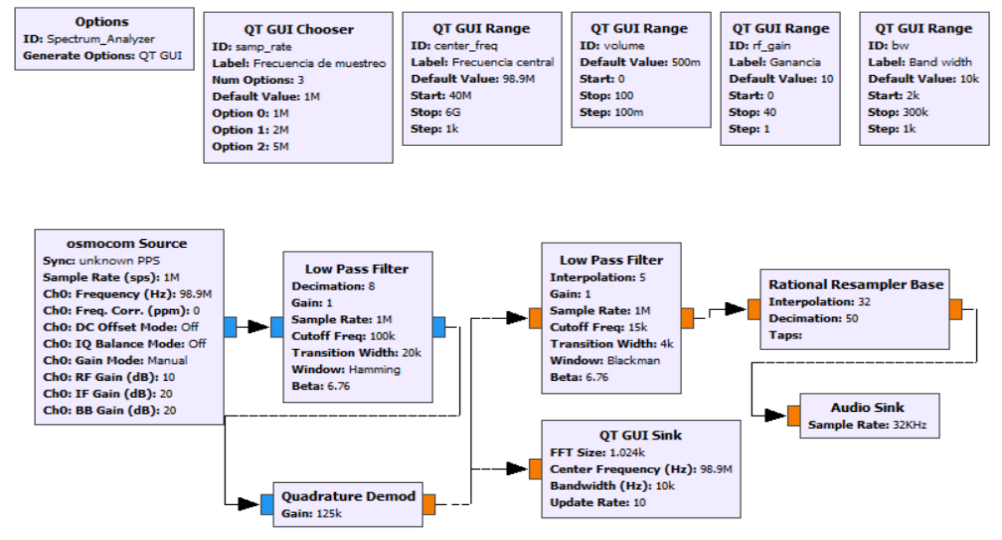 Options
ID: Spectrum_Analyzer
Generate Options: QT GUI
QT GUI Chooser
ID: samp_rate
Label: Frecuencia de muestreo
Num Options: 3
Default Value: 1M
Option 0: 1M
Option 1: 2M
Option 2: 5M
QT GUI Range
ID: center_freq
Label: Frecuencia central
Default Value: 98.9M
Start: 40M
Stop: 6G
Step: 1k
QT GUI Range
ID: volume
Default Value: 500m
Start: 0
Stop: 100
Step: 100m
QT GUI Range
ID: rf_gain
Label: Ganancia
Default Value: 10
Start: 0
Stop: 40
Step: 1
QT GUI Range
ID: bw
Label: Band width
Default Value: 10k
Start: 2k
Stop: 300k
Step: 1k
osmocom Source
Sync: unknown PPS
Sample Rate (sps): 1M
Ch0: Frequency (Hz): 98.9M
Ch0: Freq. Corr. (ppm): 0
Ch0: DC Offset Mode: Off
Ch0: IQ Balance Mode: Off
Ch0: Gain Mode: Manual
Ch0: RF Gain (dB): 10
Ch0: IF Gain (dB): 20
Ch0: BB Gain (dB): 20
Low Pass Filter
Decimation: 8
Gain: 1
Sample Rate: 1M
Cutoff Freq: 100k
Transition Width: 20k
Window: Hamming
Beta: 6.76
Low Pass Filter
Interpolation: 5
Gain: 1
Sample Rate: 1M
Cutoff Freq: 15k
Transition Width: 4k
Window: Blackman
Beta: 6.76
Rational Resampler Base
Interpolation: 32
Decimation: 50
Taps:
Audio Sink
Sample Rate: 32KHz
QT GUI Sink
FFT Size: 1.024k
Center Frequency (Hz): 98.9M
Bandwidth (Hz): 10k
Update Rate: 10
Quadrature Demod
Gain: 125k